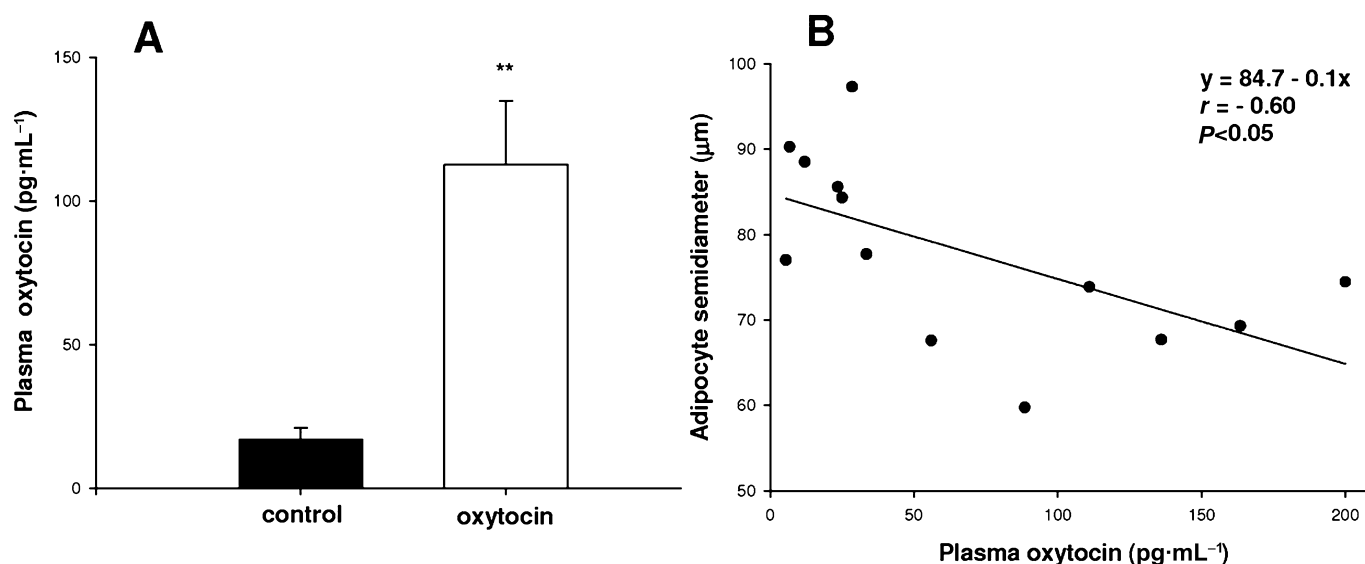 A
Plasma oxytocin (pg·mL⁻¹)
150
100
50
0
**
control
oxytocin
B
Adipocyte semidiameter (μm)
100
90
80
70
60
50
y = 84.7 - 0.1x
r = - 0.60
P<0.05
0
50
100
150
200
Plasma oxytocin (pg·mL⁻¹)